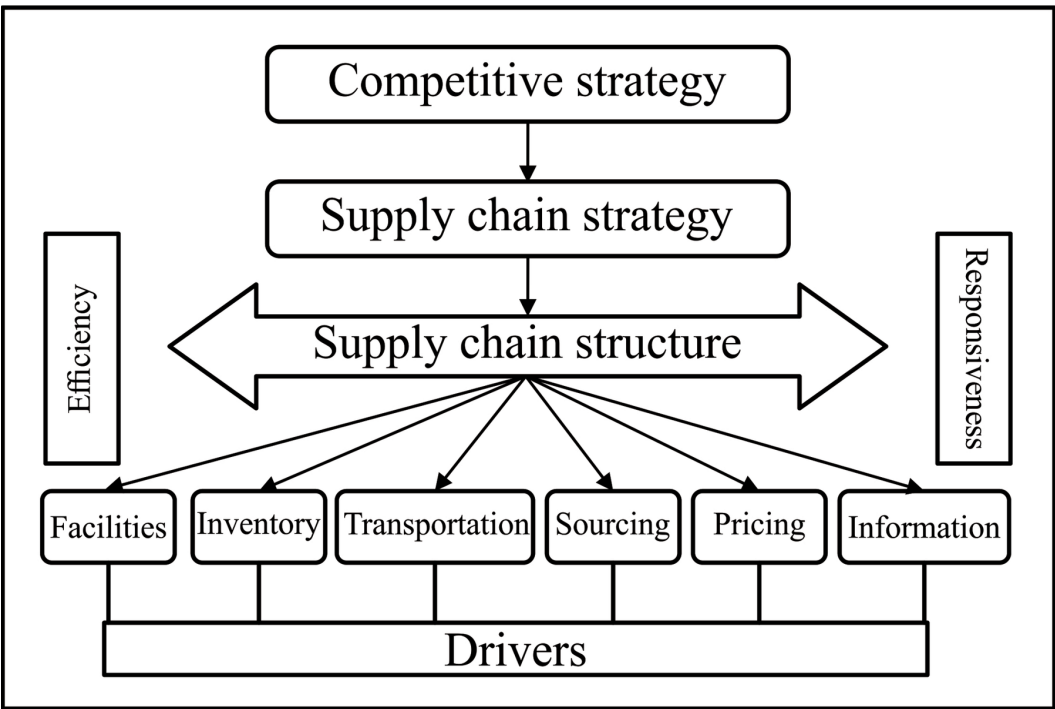 Competitive strategy
Supply chain strategy
Efficiency
Responsiveness
Supply chain structure
Facilities
Inventory
Transportation
Sourcing
Pricing
Information
Drivers